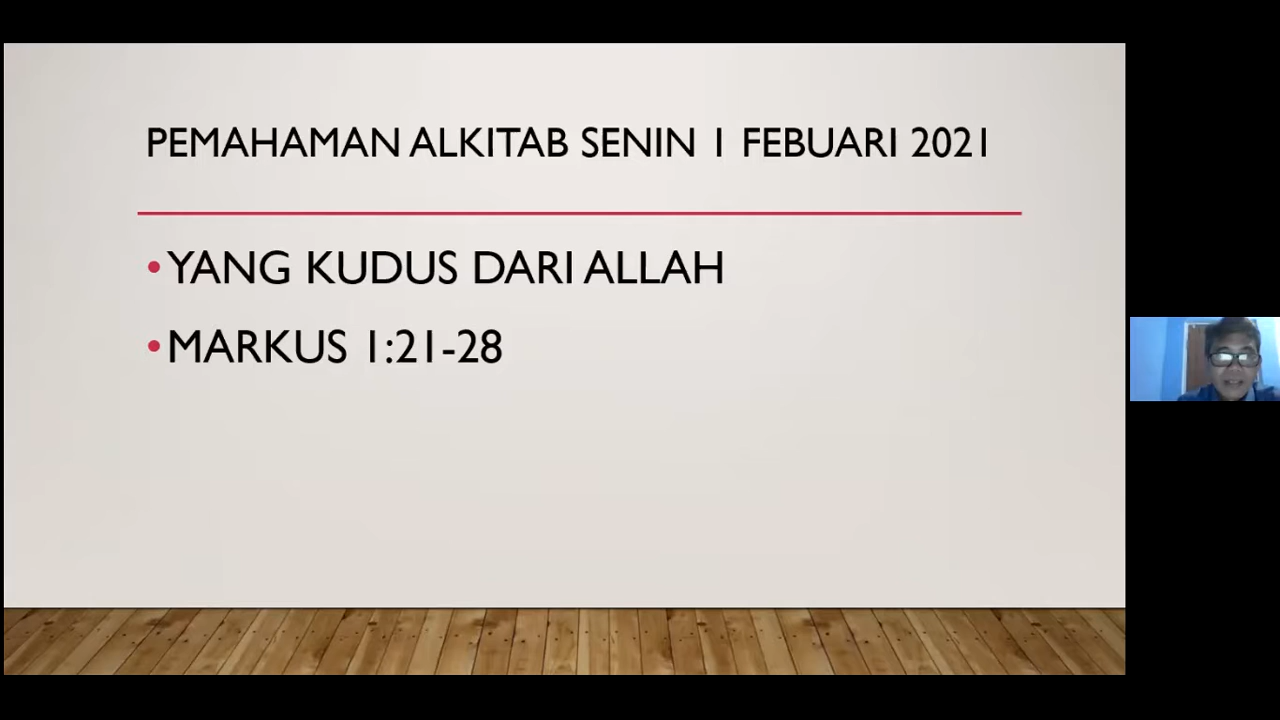 PEMAHAMAN ALKITAB SENIN 1 FEBUARI 2021
•YANG KUDUS DARI ALLAH
•MARKUS 1:21-28